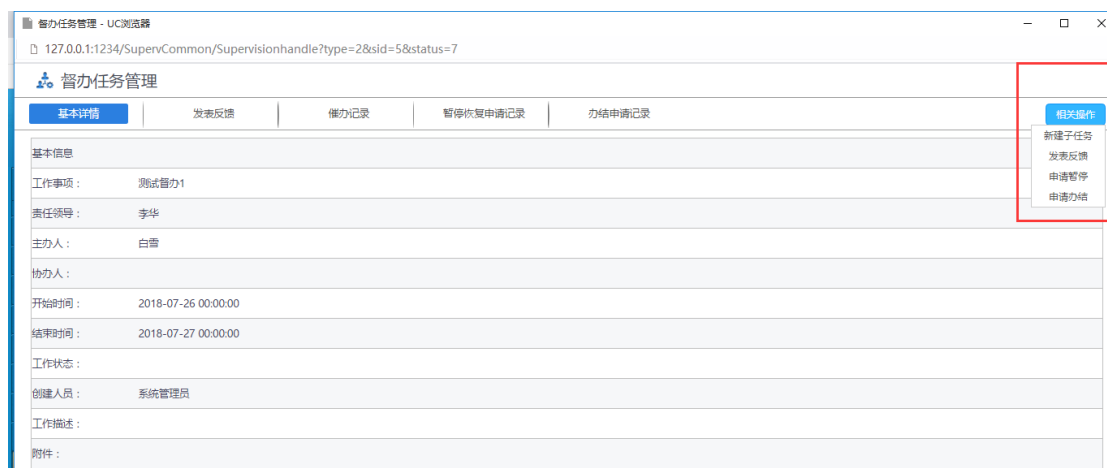 督办任务管理 - UC浏览器
127.0.0.1:1234/SupervCommon/Supervisionhandle?type=2&sid=5&status=7
督办任务管理
基本详情 发表反馈 催办记录 暂停恢复申请记录 办结申请记录 相关操作
新建子任务
发表反馈
申请暂停
申请办结
基本信息
工作事项： 测试督办1
责任领导： 李华
主办人： 白雪
协办人：
开始时间： 2018-07-26 00:00:00
结束时间： 2018-07-27 00:00:00
工作状态：
创建人员： 系统管理员
工作描述：
附件：